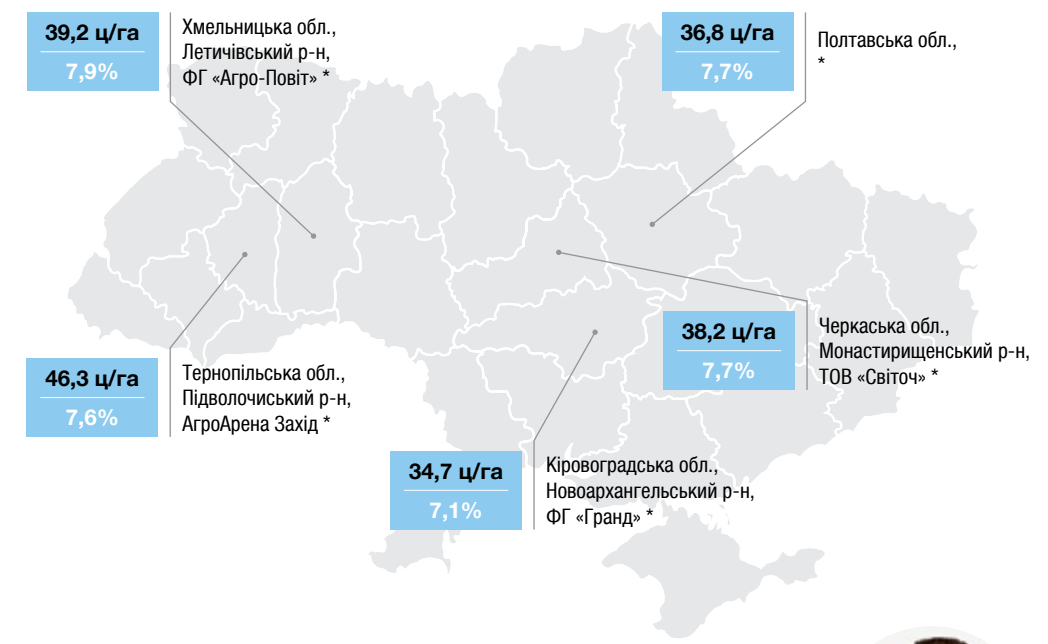 39,2 ц/га
7,9%
Хмельницька обл.,
Летичівський р-н,
ФГ «Агро-Повіт» *
36,8 ц/га
7,7%
Полтавська обл.,
*
38,2 ц/га
7,7%
Черкаська обл.,
Монастирищенський р-н,
ТОВ «Світоч» *
46,3 ц/га
7,6%
Тернопільська обл.,
Підволочиський р-н,
АгроАрена Захід *
34,7 ц/га
7,1%
Кіровоградська обл.,
Новоархангельський р-н,
ФГ «Гранд» *